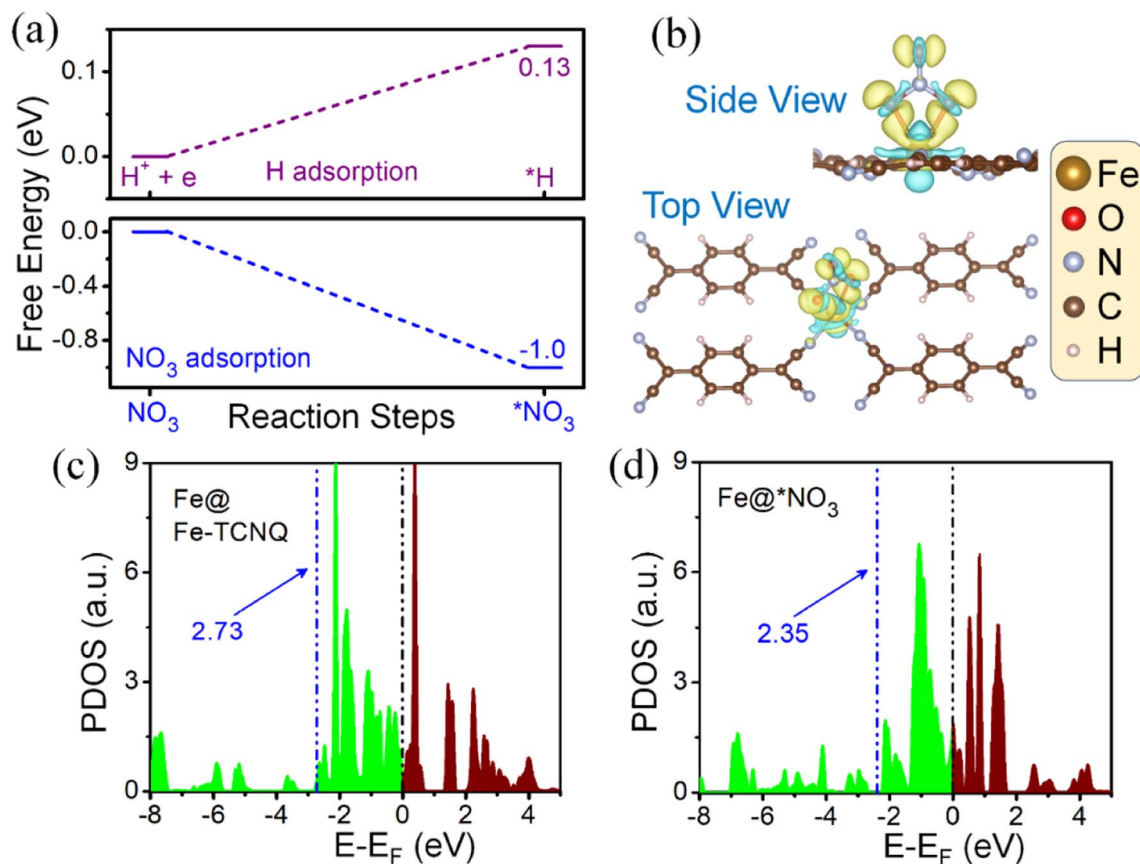 (a)
Free Energy (eV)
0.1
0.0
H⁺ + e
H adsorption
0.13
*H
0.0
-0.4
-0.8
NO₃ adsorption
-1.0
NO₃
Reaction Steps
*NO₃
(b)
Side View
Top View
Fe
O
N
C
H
(c)
PDOS (a.u.)
9
6
3
0
Fe@
Fe-TCNQ
2.73
-8 -6 -4 -2 0 2 4
E-E_F (eV)
(d)
PDOS (a.u.)
9
6
3
0
Fe@*NO₃
2.35
-8 -6 -4 -2 0 2 4
E-E_F (eV)